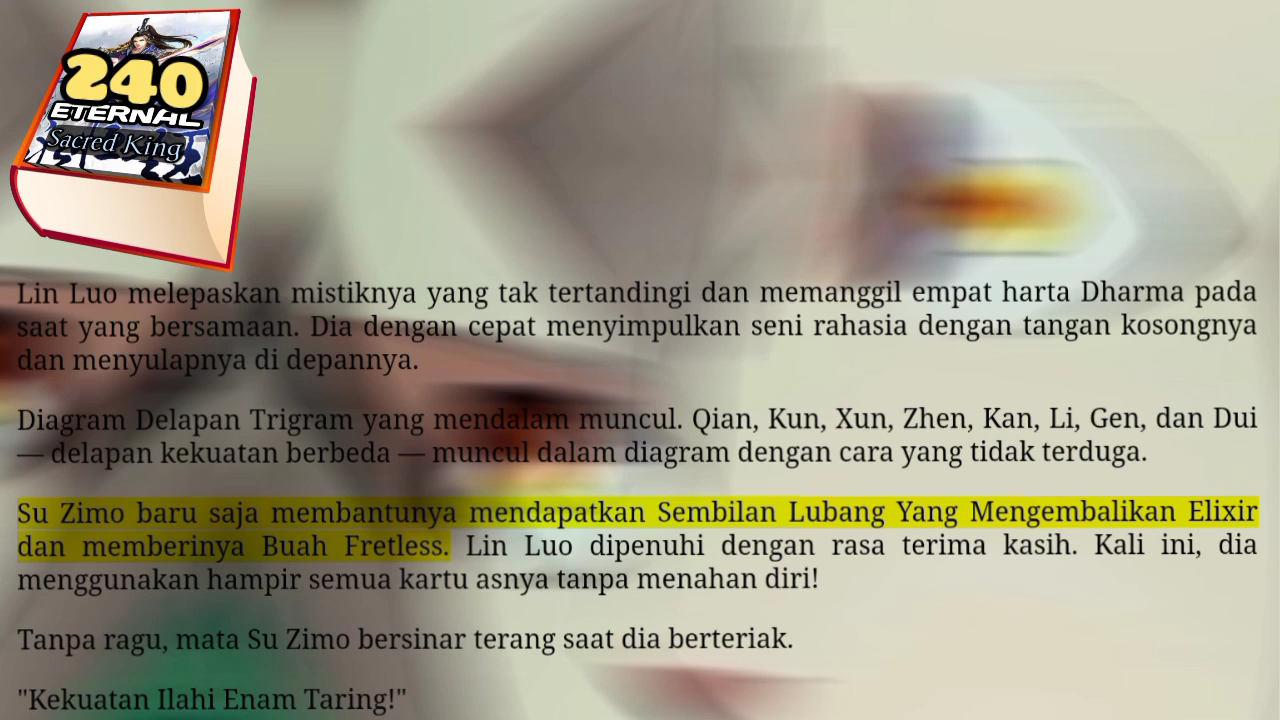 240
ETERNAL
Sacred King
Lin Luo melepaskan mistiknya yang tak tertandingi dan memanggil empat harta Dharma pada
saat yang bersamaan. Dia dengan cepat menyimpulkan seni rahasia dengan tangan kosongnya
dan menyulapnya di depannya.
Diagram Delapan Trigram yang mendalam muncul. Qian, Kun, Xun, Zhen, Kan, Li, Gen, dan Dui
— delapan kekuatan berbeda — muncul dalam diagram dengan cara yang tidak terduga.
Su Zimo baru saja membantunya mendapatkan Sembilan Lubang Yang Mengembalikan Elixir
dan memberinya Buah Fretless. Lin Luo dipenuhi dengan rasa terima kasih. Kali ini, dia
menggunakan hampir semua kartu asnya tanpa menahan diri!
Tanpa ragu, mata Su Zimo bersinar terang saat dia berteriak.
"Kekuatan Ilahi Enam Taring!"